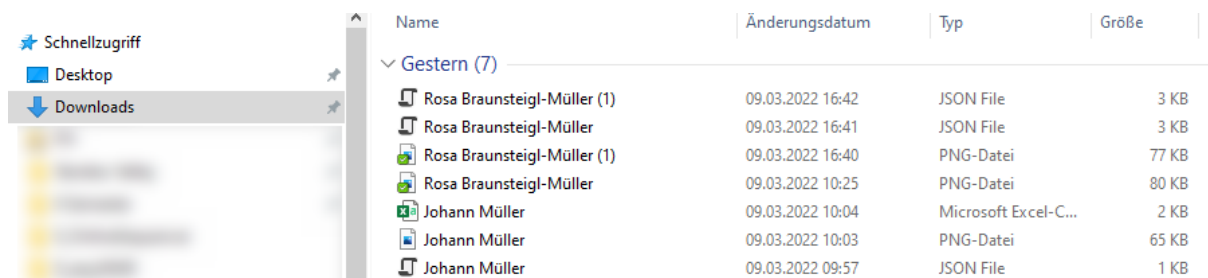 Name Änderungsdatum Typ Größe
Schnellzugriff
Desktop
Downloads
Gestern (7)
Rosa Braunsteigl-Müller (1) 09.03.2022 16:42 JSON File 3 KB
Rosa Braunsteigl-Müller 09.03.2022 16:41 JSON File 3 KB
Rosa Braunsteigl-Müller (1) 09.03.2022 16:40 PNG-Datei 77 KB
Rosa Braunsteigl-Müller 09.03.2022 10:25 PNG-Datei 80 KB
Johann Müller 09.03.2022 10:04 Microsoft Excel-C... 2 KB
Johann Müller 09.03.2022 10:03 PNG-Datei 65 KB
Johann Müller 09.03.2022 09:57 JSON File 1 KB